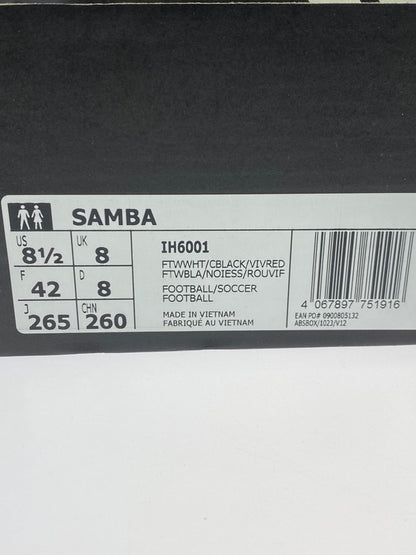 SAMBA
US 8½ UK 8
F 42 D 8
J 265 CHN 260
IH6001
FTWWHT/CBLACK/VIVRED
FTWBLA/NOIESS/ROUVIF
FOOTBALL/SOCCER
FOOTBALL
MADE IN VIETNAM
FABRIQUÉ AU VIETNAM
4 067897 751916
EAN PO# 0900805132
ABSBOX/1023/V12